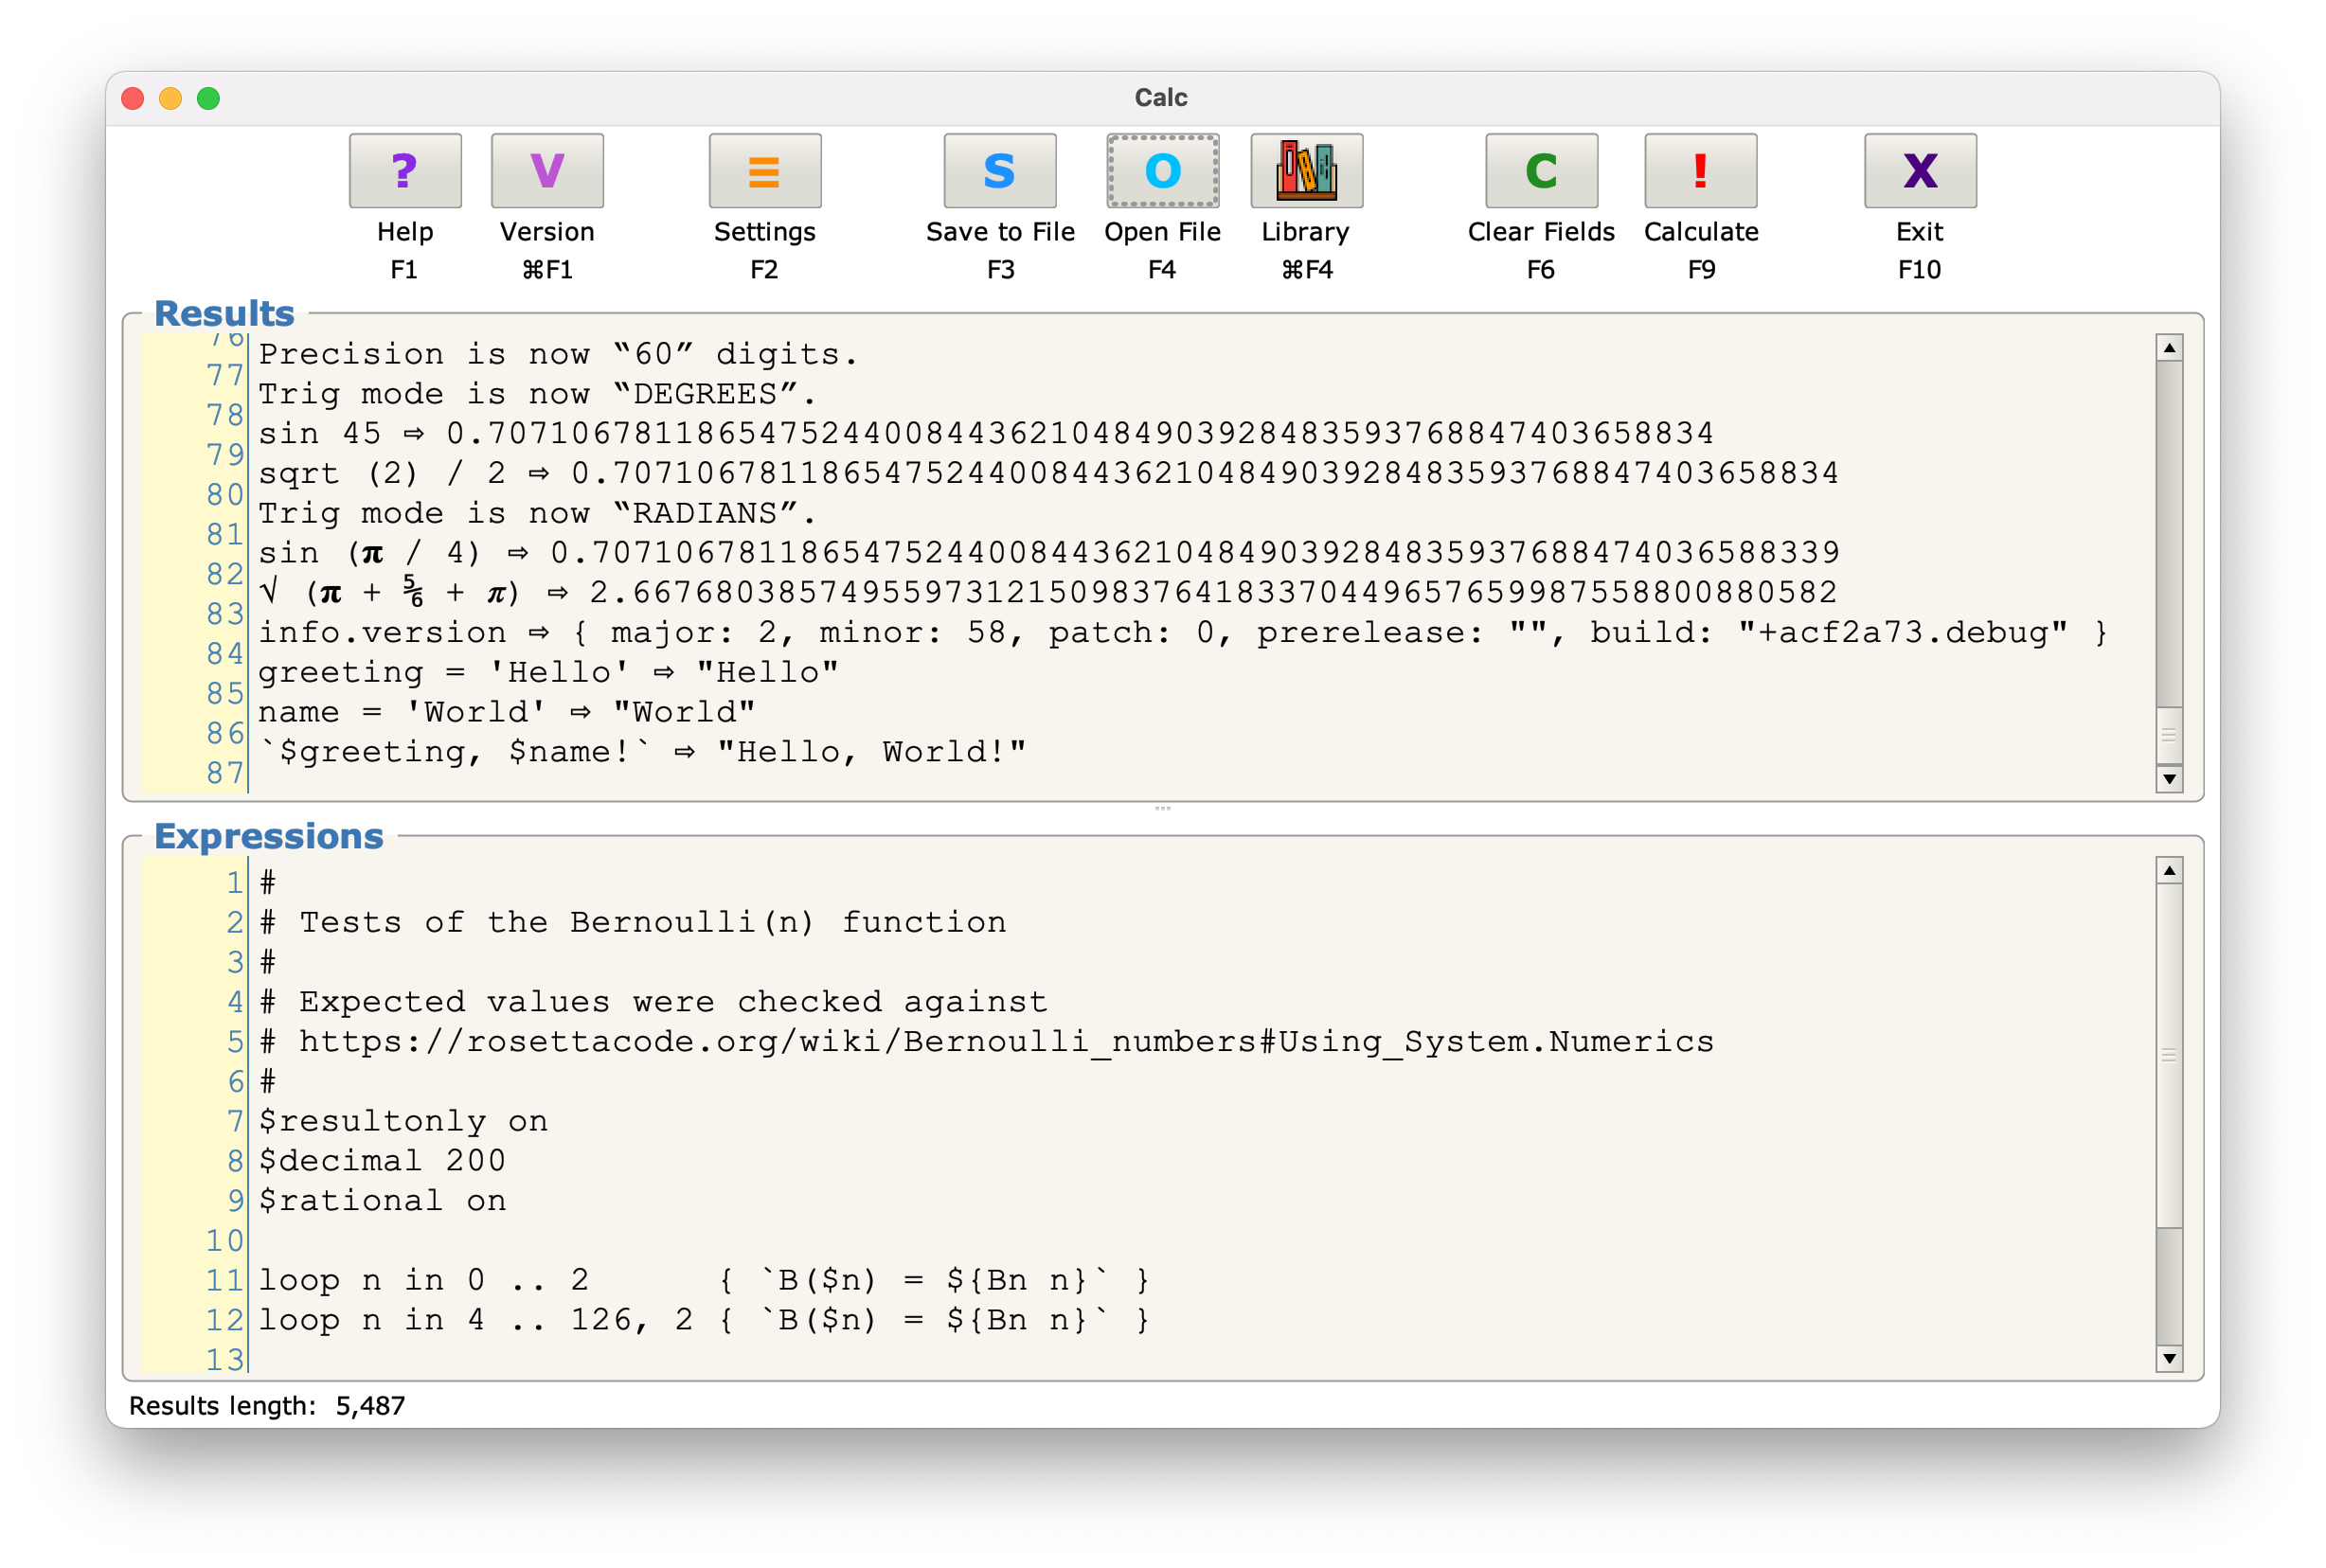 Calc
? V ☰ S O C ! X
Help Version Settings Save to File Open File Library Clear Fields Calculate Exit
F1 ⌘F1 F2 F3 F4 ⌘F4 F6 F9 F10
Results
76
Precision is now “60” digits.
77
Trig mode is now “DEGREES”.
78
sin 45 ⇨ 0.70710678118654752440084436210484903928483593768847403658834
79
sqrt (2) / 2 ⇨ 0.70710678118654752440084436210484903928483593768847403658834
80
Trig mode is now “RADIANS”.
81
sin (π / 4) ⇨ 0.707106781186547524400844362104849039284835937688474036588339
82
√ (π + ⅚ + π) ⇨ 2.6676803857495597312150983764183370449657659987558800880582
83
info.version ⇨ { major: 2, minor: 58, patch: 0, prerelease: "", build: "+acf2a73.debug" }
84
greeting = 'Hello' ⇨ "Hello"
85
name = 'World' ⇨ "World"
86
`$greeting, $name!` ⇨ "Hello, World!"
87
Expressions
1 #
2 # Tests of the Bernoulli(n) function
3 #
4 # Expected values were checked against
5 # https://rosettacode.org/wiki/Bernoulli_numbers#Using_System.Numerics
6 #
7 $resultonly on
8 $decimal 200
9 $rational on
10
11 loop n in 0 .. 2 { `B($n) = ${Bn n}` }
12 loop n in 4 .. 126, 2 { `B($n) = ${Bn n}` }
13
Results length: 5,487